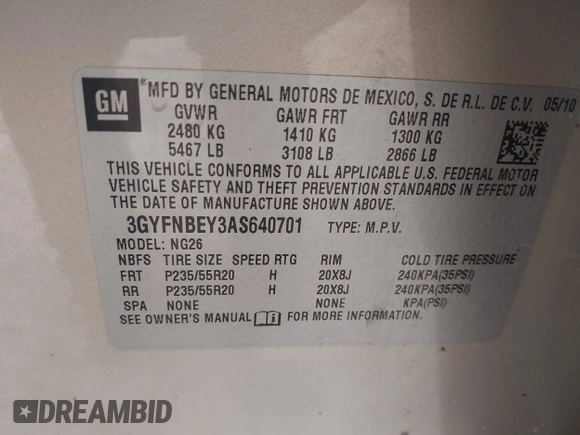 GM *MFD BY GENERAL MOTORS DE MEXICO, S. DE R.L. DE C.V. 05/10
GVWR GAWR FRT GAWR RR
2480 KG 1410 KG 1300 KG
5467 LB 3108 LB 2866 LB
THIS VEHICLE CONFORMS TO ALL APPLICABLE U.S. FEDERAL MOTOR
VEHICLE SAFETY AND THEFT PREVENTION STANDARDS IN EFFECT ON
THE DATE OF MANUFACTURE SHOWN ABOVE.
3GYFNBEY3AS640701 TYPE: M.P.V.
MODEL: NG26
NBFS TIRE SIZE SPEED RTG RIM COLD TIRE PRESSURE
FRT P235/55R20 H 20X8J 240KPA(35PSI)
RR P235/55R20 H 20X8J 240KPA(35PSI)
SPA NONE NONE KPA(PSI)
SEE OWNER'S MANUAL FOR MORE INFORMATION.
DREAMBID